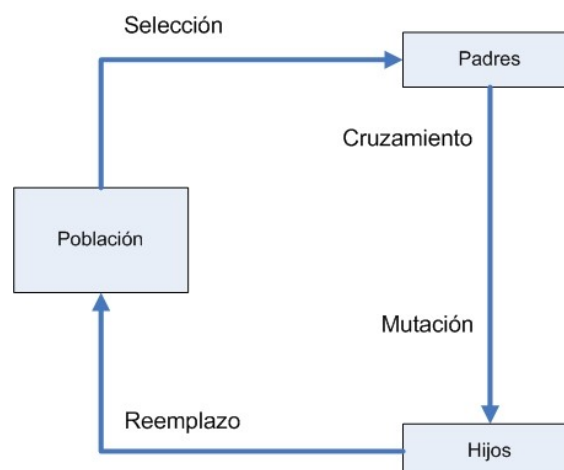 Selección
Padres
Cruzamiento
Población
Mutación
Reemplazo
Hijos